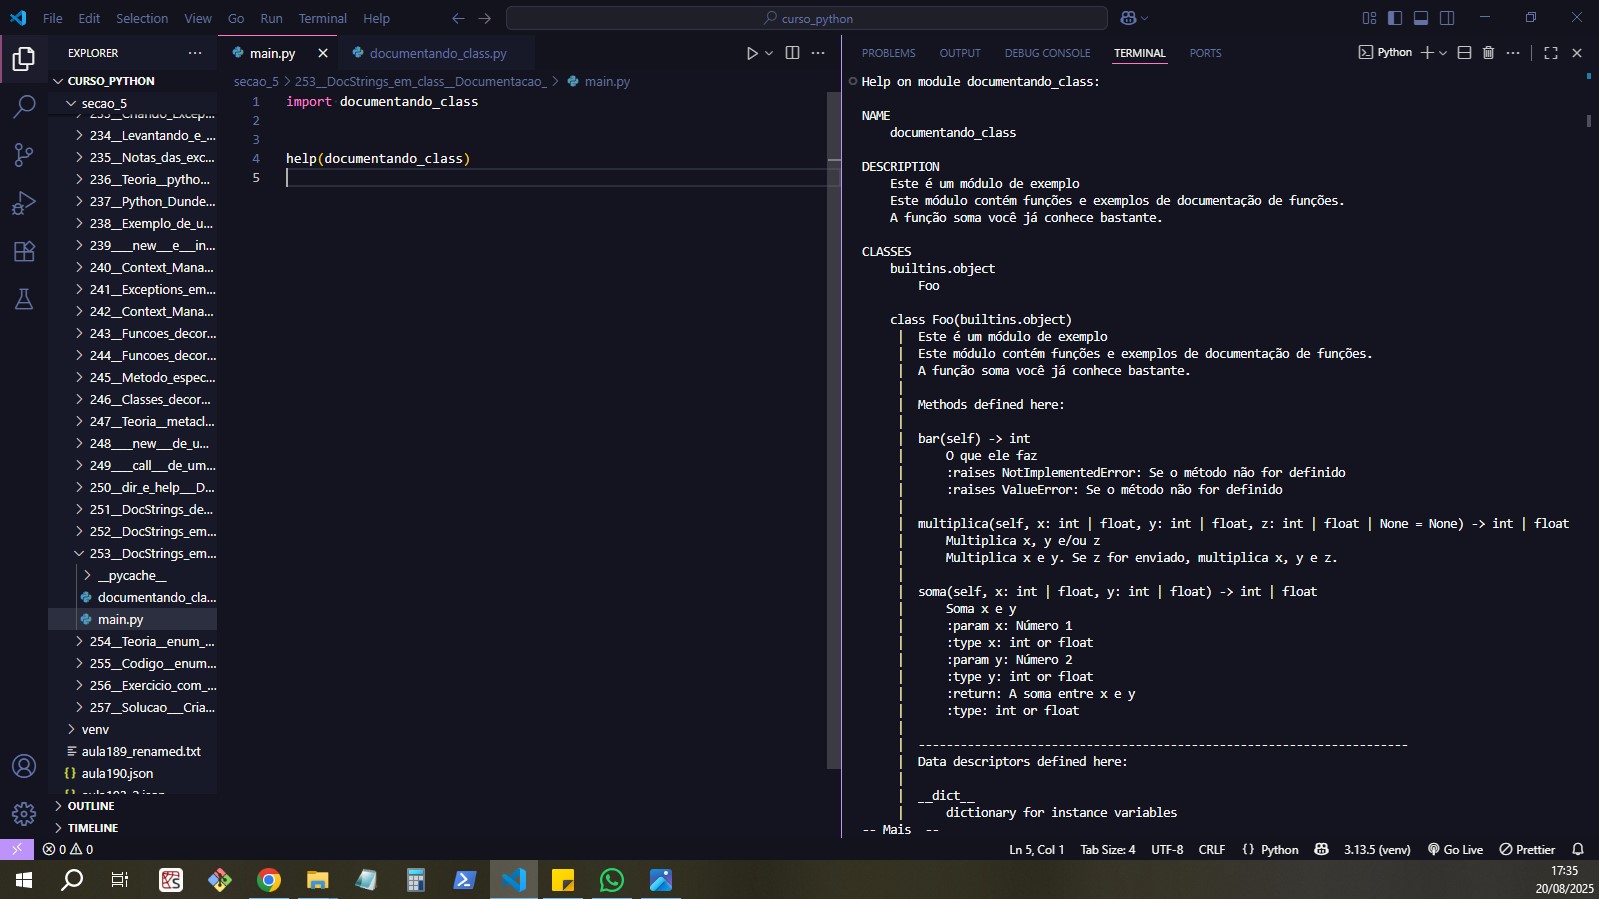 File Edit Selection View Go Run Terminal Help
curso_python
EXPLORER
CURSO_PYTHON
secao_5
234__Levantando_e_...
235__Notas_das_exc...
236__Teoria__pytho...
237__Python_Dunde...
238__Exemplo_de_u...
239____new__e__in...
240__Context_Mana...
241__Exceptions_em...
242__Context_Mana...
243__Funcoes_decor...
244__Funcoes_decor...
245__Metodo_espec...
246__Classes_decor...
247__Teoria__metacl...
248____new___de_u...
249____call___de_um...
250__dir_e_help___D...
251__DocStrings_de...
252__DocStrings_em...
253__DocStrings_em...
__pycache__
documentando_cla...
main.py
254__Teoria__enum_...
255__Codigo__enum...
256__Exercicio_com_...
257__Solucao___Cria...
venv
aula189_renamed.txt
aula190.json
OUTLINE
TIMELINE
main.py
documentando_class.py
secao_5 > 253__DocStrings_em_class__Documentacao_ > main.py
1 import documentando_class
2
3
4 help(documentando_class)
5
PROBLEMS OUTPUT DEBUG CONSOLE TERMINAL PORTS
Python
Help on module documentando_class:
NAME
documentando_class
DESCRIPTION
Este é um módulo de exemplo
Este módulo contém funções e exemplos de documentação de funções.
A função soma você já conhece bastante.
CLASSES
builtins.object
Foo
class Foo(builtins.object)
| Este é um módulo de exemplo
| Este módulo contém funções e exemplos de documentação de funções.
| A função soma você já conhece bastante.
|
| Methods defined here:
|
| bar(self) -> int
| O que ele faz
| :raises NotImplementedError: Se o método não for definido
| :raises ValueError: Se o método não for definido
|
| multiplica(self, x: int | float, y: int | float, z: int | float | None = None) -> int | float
| Multiplica x, y e/ou z
| Multiplica x e y. Se z for enviado, multiplica x, y e z.
|
| soma(self, x: int | float, y: int | float) -> int | float
| Soma x e y
| :param x: Número 1
| :type x: int or float
| :param y: Número 2
| :type y: int or float
| :return: A soma entre x e y
| :type: int or float
|
| ----------------------------------------------------------------------
| Data descriptors defined here:
|
| __dict__
| dictionary for instance variables
-- Mais  --
0 0
Ln 5, Col 1 Tab Size: 4 UTF-8 CRLF {} Python 3.13.5 (venv) Go Live Prettier
17:35
20/08/2025